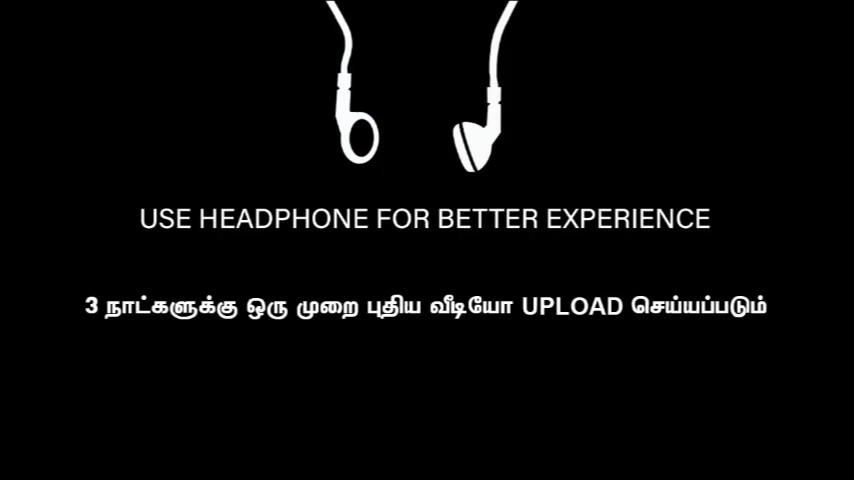 USE HEADPHONE FOR BETTER EXPERIENCE
3 நாட்களுக்கு ஒரு முறை புதிய வீடியோ UPLOAD செய்யப்படும்